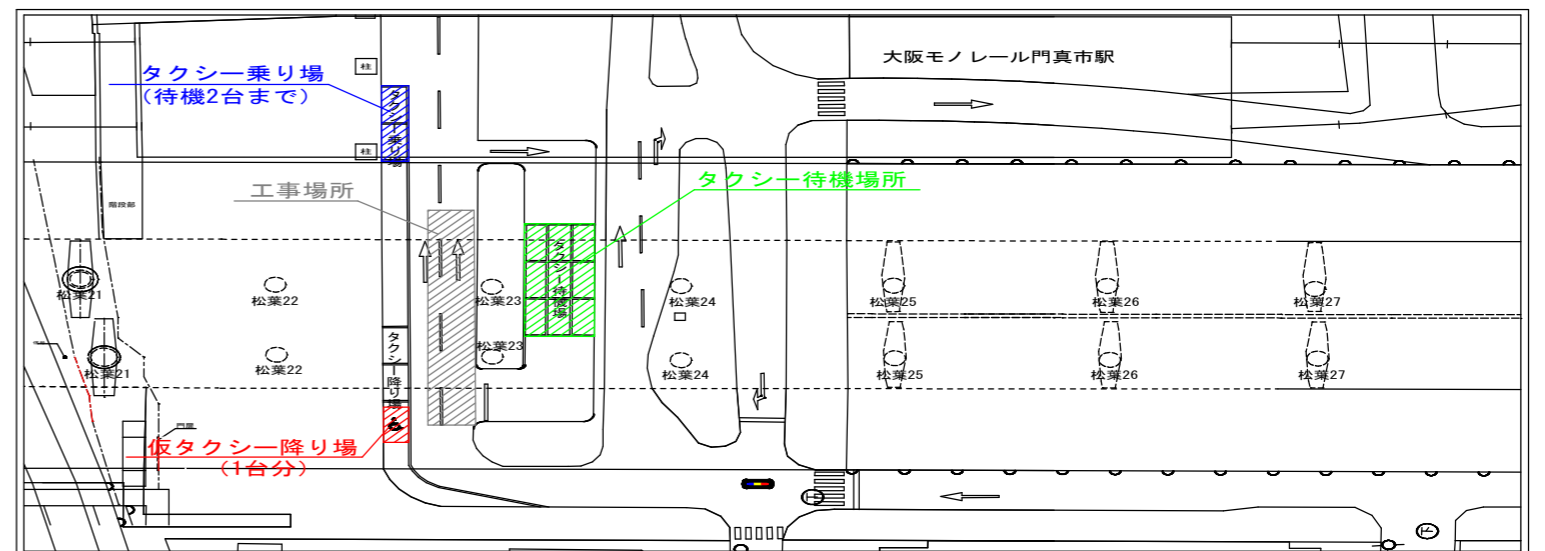 大阪モノレール門真市駅
柱
タクシー乗り場
(待機2台まで)
タクシー乗り場
柱
タクシー待機場所
工事場所
階段部
タクシー待機場
松葉21
松葉22
松葉23
松葉24
松葉25
松葉26
松葉27
タクシー降り場
松葉21
松葉22
松葉23
松葉24
松葉25
松葉26
松葉27
仮タクシー降り場
(1台分)